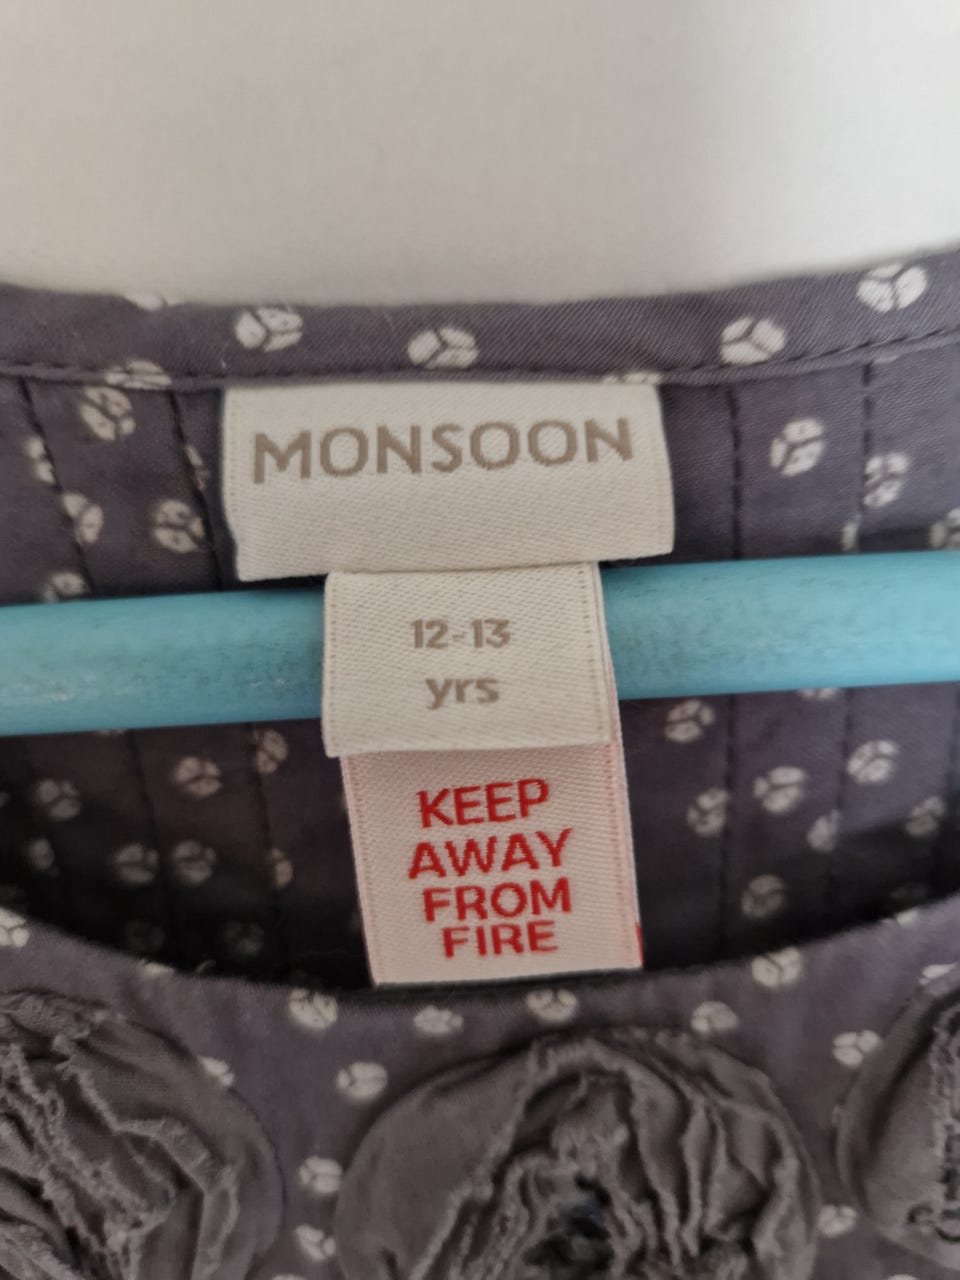 MONSOON
12-13
yrs
KEEP
AWAY
FROM
FIRE